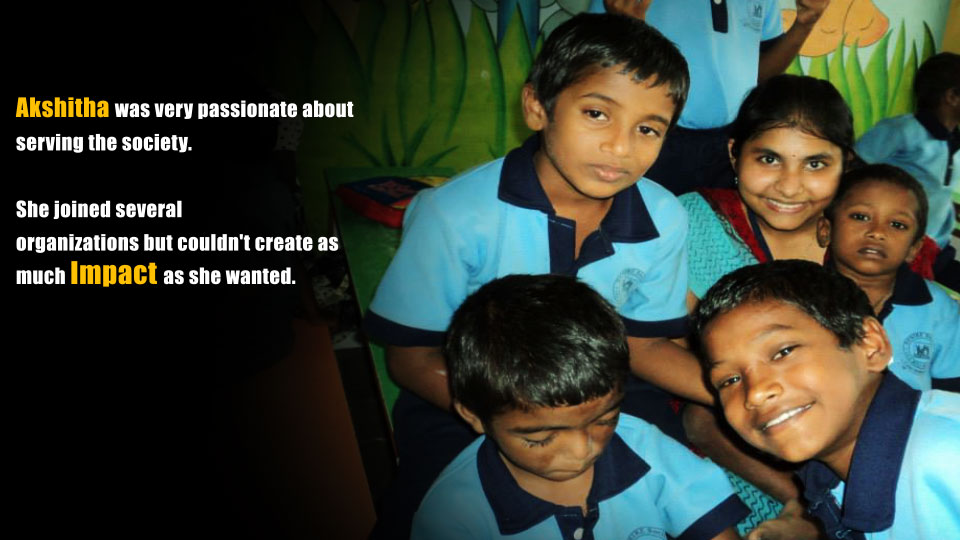 Akshitha was very passionate about
serving the society.
She joined several
organizations but couldn't create as
much Impact as she wanted.